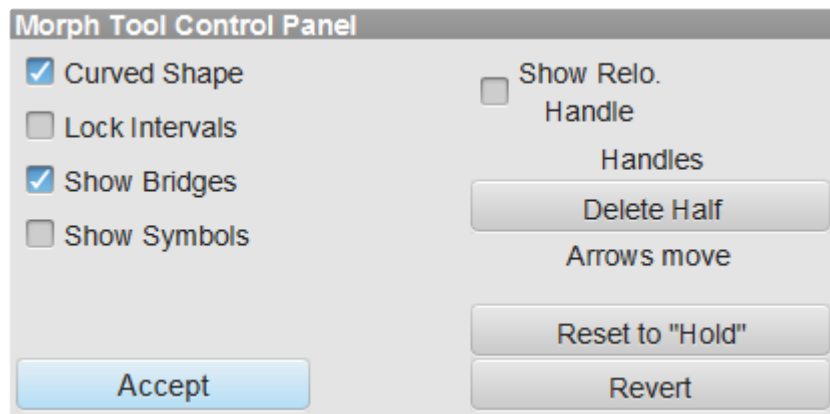 Morph Tool Control Panel
Curved Shape
Lock Intervals
Show Bridges
Show Symbols
Accept
Show Relo.
Handle
Handles
Delete Half
Arrows move
Reset to "Hold"
Revert